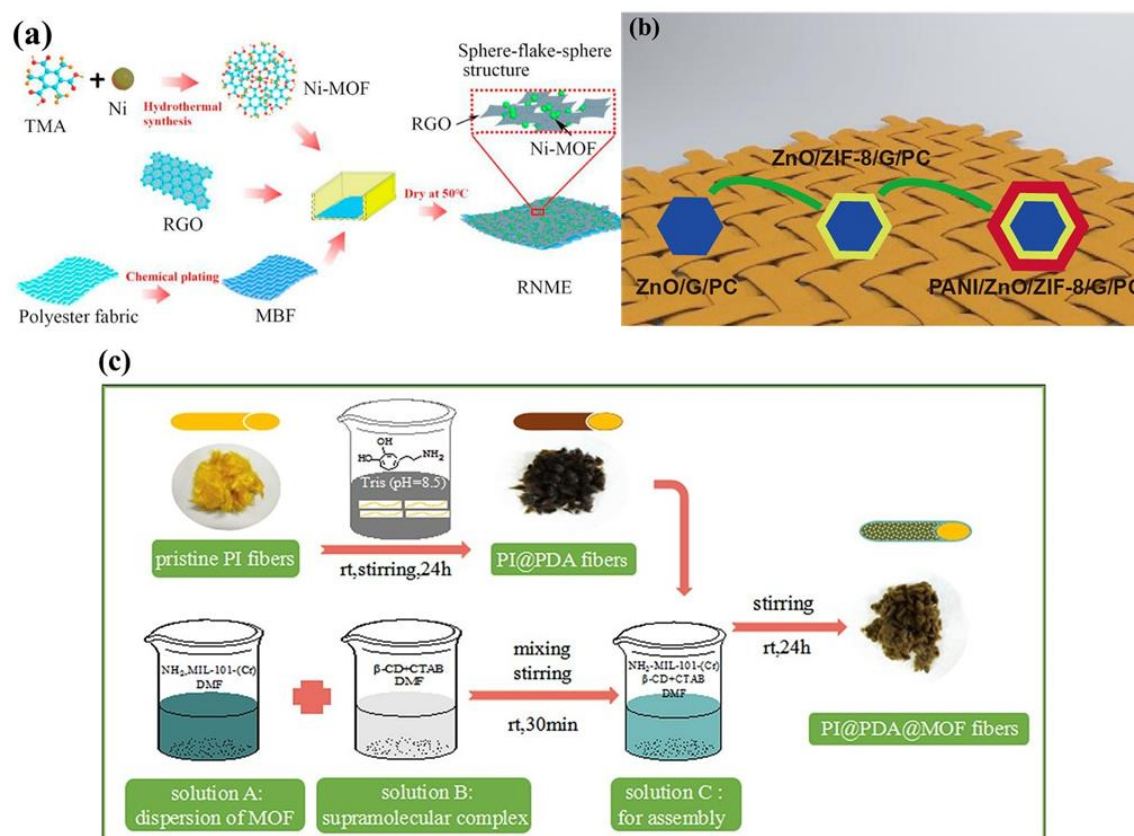 (a)
TMA
+
Ni
Hydrothermal
synthesis
Ni-MOF
RGO
Polyester fabric
Chemical plating
MBF
Dry at 50℃
Sphere-flake-sphere
structure
RGO
Ni-MOF
RNME
(b)
ZnO/ZIF-8/G/PC
ZnO/G/PC
PANI/ZnO/ZIF-8/G/PC
(c)
OH
HO
NH2
Tris (pH=8.5)
pristine PI fibers
rt,stirring,24h
PI@PDA fibers
NH2,MIL-101-(Cr)
DMF
β-CD+CTAB
DMF
mixing
stirring
rt,30min
NH2-MIL-101-(Cr)
β-CD+CTAB
DMF
stirring
rt,24h
PI@PDA@MOF fibers
solution A:
dispersion of MOF
solution B:
supramolecular complex
solution C :
for assembly